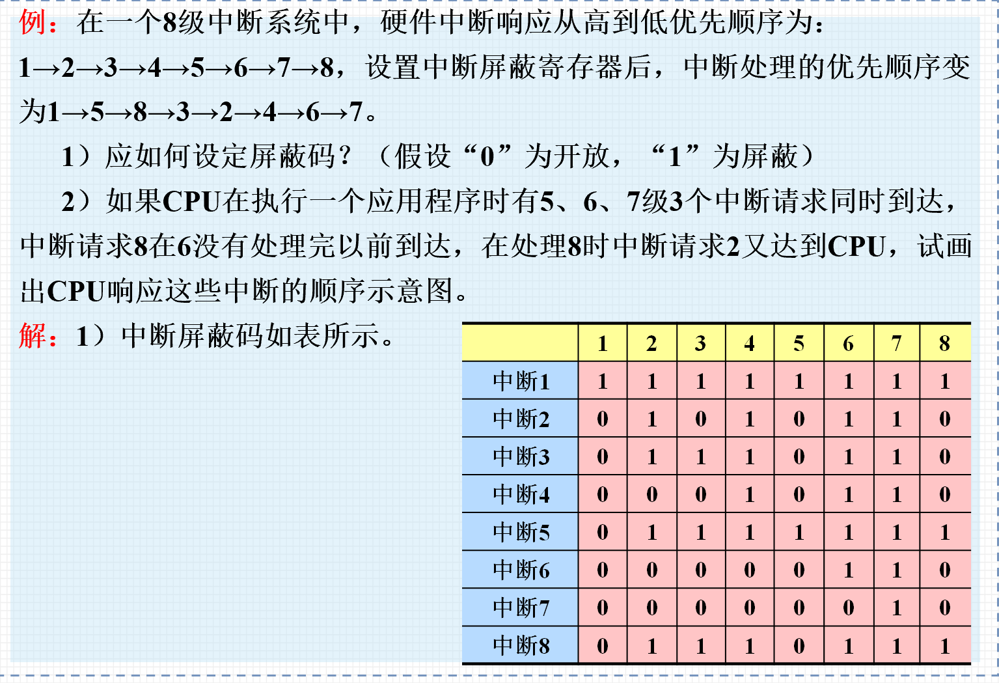 例：在一个8级中断系统中，硬件中断响应从高到低优先顺序为：
1→2→3→4→5→6→7→8，设置中断屏蔽寄存器后，中断处理的优先顺序变
为1→5→8→3→2→4→6→7。
1）应如何设定屏蔽码？（假设“0”为开放，“1”为屏蔽）
2）如果CPU在执行一个应用程序时有5、6、7级3个中断请求同时到达，
中断请求8在6没有处理完以前到达，在处理8时中断请求2又达到CPU，试画
出CPU响应这些中断的顺序示意图。
解：1）中断屏蔽码如表所示。
1 2 3 4 5 6 7 8
中断1 1 1 1 1 1 1 1 1
中断2 0 1 0 1 0 1 1 0
中断3 0 1 1 1 0 1 1 0
中断4 0 0 0 1 0 1 1 0
中断5 0 1 1 1 1 1 1 1
中断6 0 0 0 0 0 1 1 0
中断7 0 0 0 0 0 0 1 0
中断8 0 1 1 1 0 1 1 1